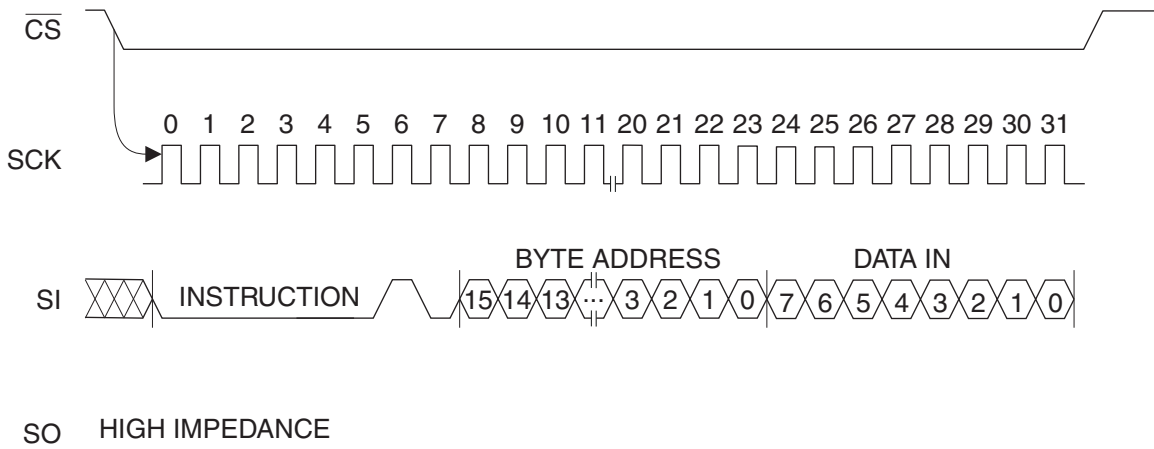 CS
0 1 2 3 4 5 6 7 8 9 10 11 20 21 22 23 24 25 26 27 28 29 30 31
SCK
BYTE ADDRESS DATA IN
SI INSTRUCTION 15 14 13 ... 3 2 1 0 7 6 5 4 3 2 1 0
SO HIGH IMPEDANCE